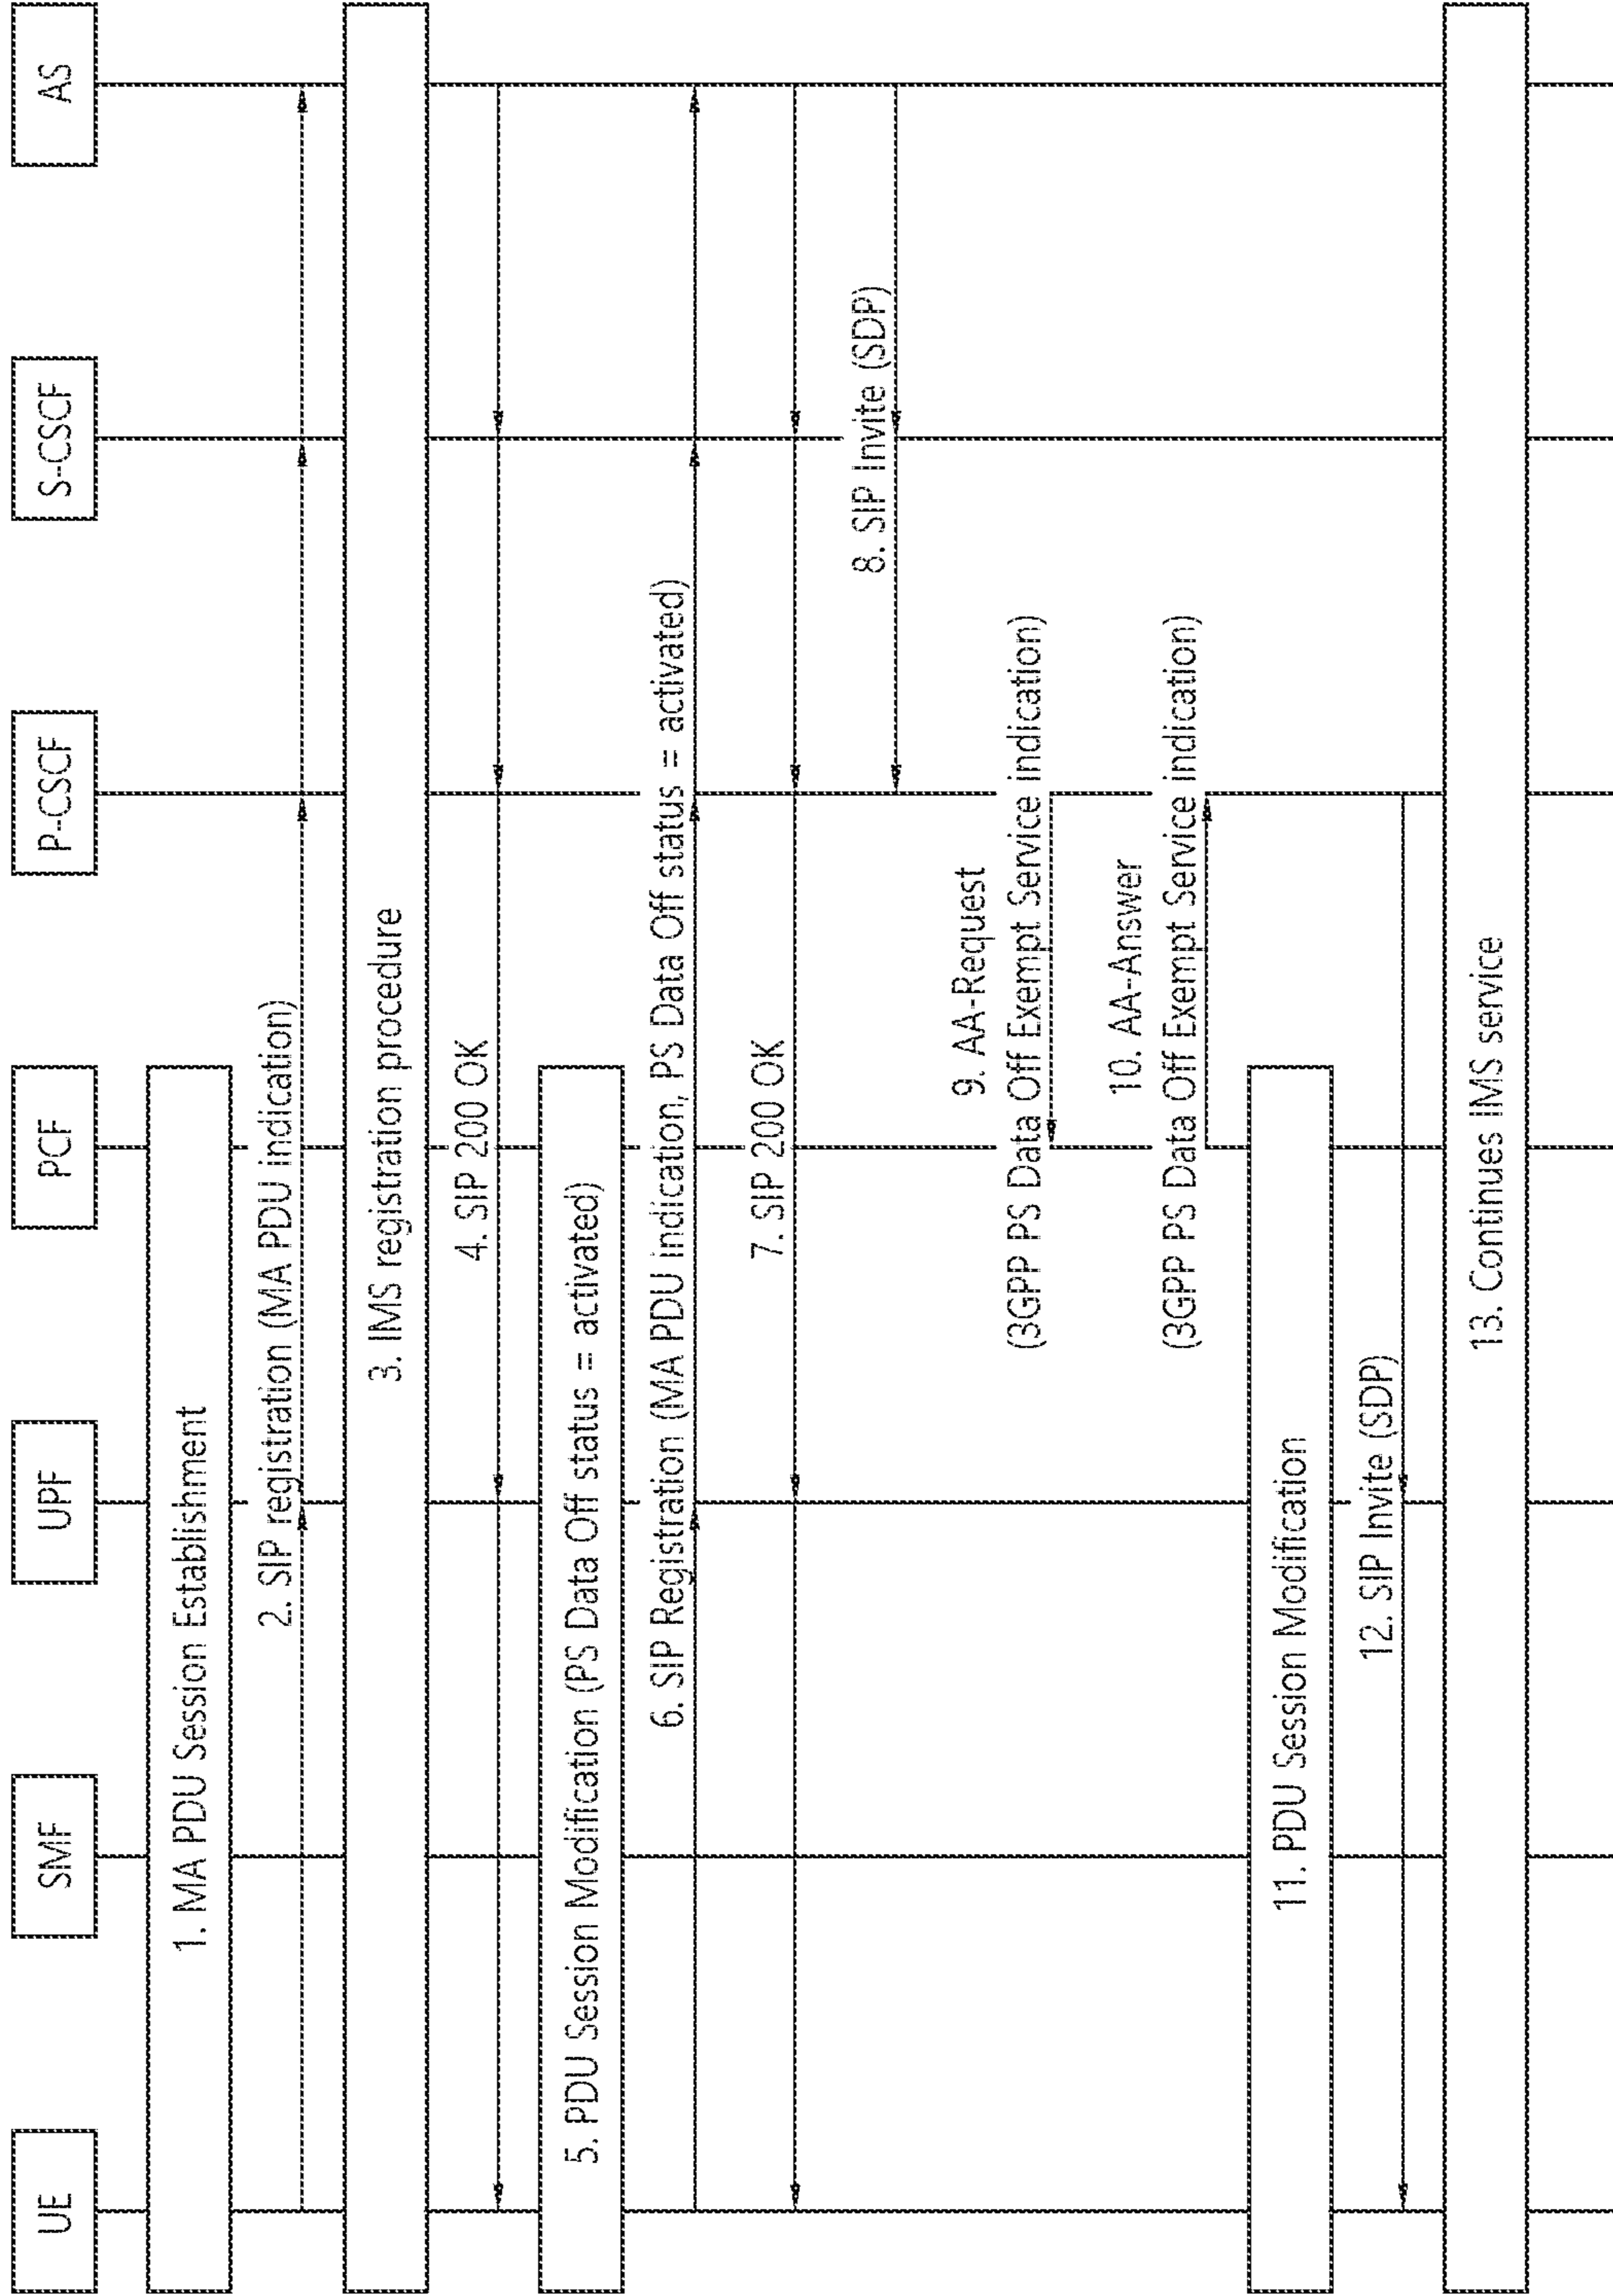 UE
SMF
UPF
PCF
P-CSCF
S-CSCF
AS
1. MA PDU Session Establishment
2. SIP registration (MA PDU indication)
3. IMS registration procedure
4. SIP 200 OK
5. PDU Session Modification (PS Data Off status = activated)
6. SIP Registration (MA PDU indication, PS Data Off status = activated)
7. SIP 200 OK
8. SIP Invite (SDP)
9. AA-Request
(3GPP PS Data Off Exempt Service indication)
10. AA-Answer
(3GPP PS Data Off Exempt Service indication)
11. PDU Session Modification
12. SIP Invite (SDP)
13. Continues IMS service